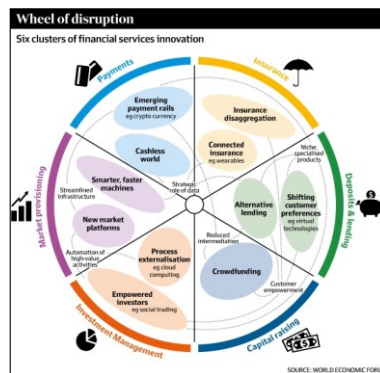 Wheel of disruption
Six clusters of financial services innovation
Payments
Insurance
Emerging
payment rails
eg crypto currency
Insurance
disaggregation
Cashless
world
Connected
insurance
eg wearables
Niche,
specialised
products
Smarter, faster
machines
Strategic
role of data
Streamlined
infrastructure
Market provisioning
Deposits & lending
New market
platforms
Alternative
lending
Shifting
customer
preferences
eg virtual
technologies
Automation of
high-value
activities
Process
externalisation
eg cloud
computing
Reduced
intermediation
Crowdfunding
Customer
empowerment
Empowered
investors
eg social trading
Investment Management
Capital raising
SOURCE: WORLD ECONOMIC FORU